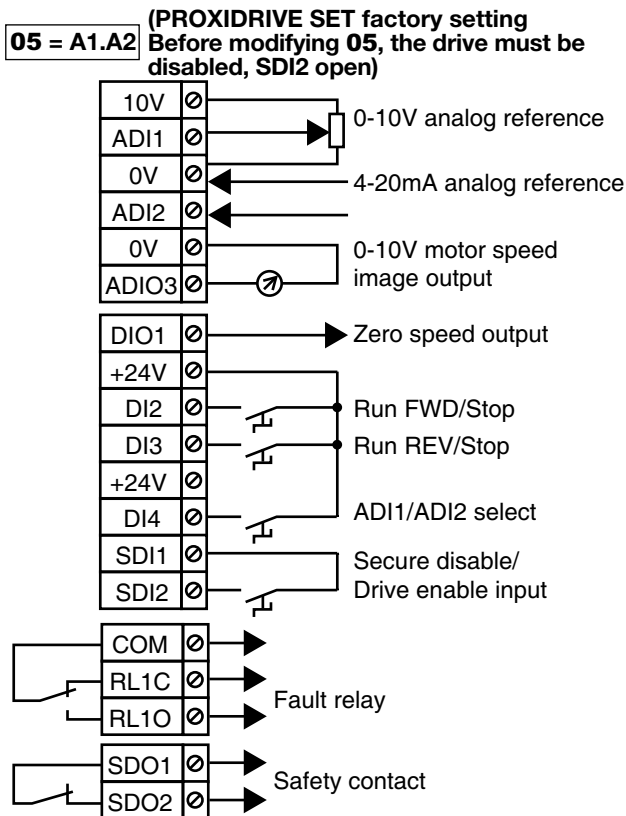 05 = A1.A2
(PROXIDRIVE SET factory setting
Before modifying 05, the drive must be
disabled, SDI2 open)
10V
ADI1
0-10V analog reference
0V
4-20mA analog reference
ADI2
0V
0-10V motor speed
image output
ADIO3
DIO1
Zero speed output
+24V
DI2
Run FWD/Stop
DI3
Run REV/Stop
+24V
DI4
ADI1/ADI2 select
SDI1
Secure disable/
Drive enable input
SDI2
COM
RL1C
Fault relay
RL1O
SDO1
Safety contact
SDO2